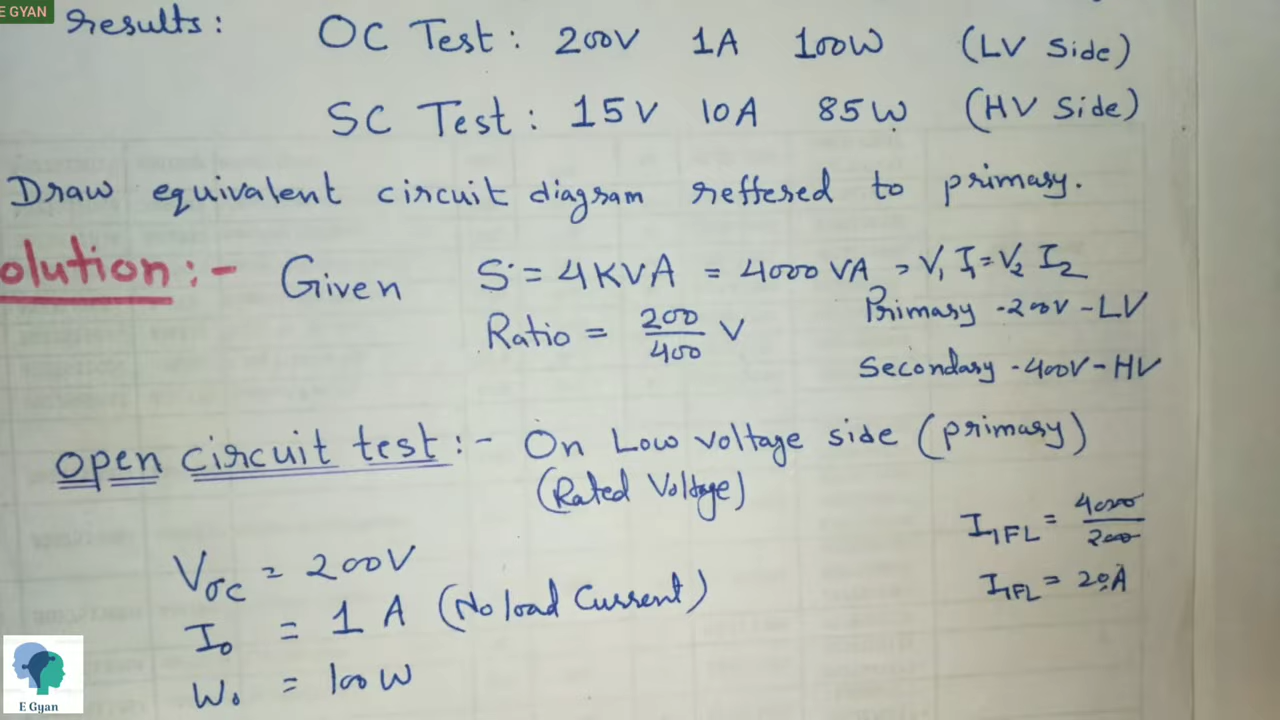 E GYAN
results: OC Test: 200V 1A 100W (LV Side)
SC Test: 15V 10A 85W (HV Side)
Draw equivalent circuit diagram reffered to primary.
olution:- Given S = 4KVA = 4000 VA = V₁ I₁ = V₂ I₂
Ratio = 200/400 V
Primary - 200V - LV
Secondary - 400V - HV
open circuit test:- On Low voltage side (primary)
(Rated Voltage)
I₁FL = 4000/200
I₁FL = 20A
Voc = 200V
I₀ = 1 A (No load Current)
W₀ = 100W
E Gyan